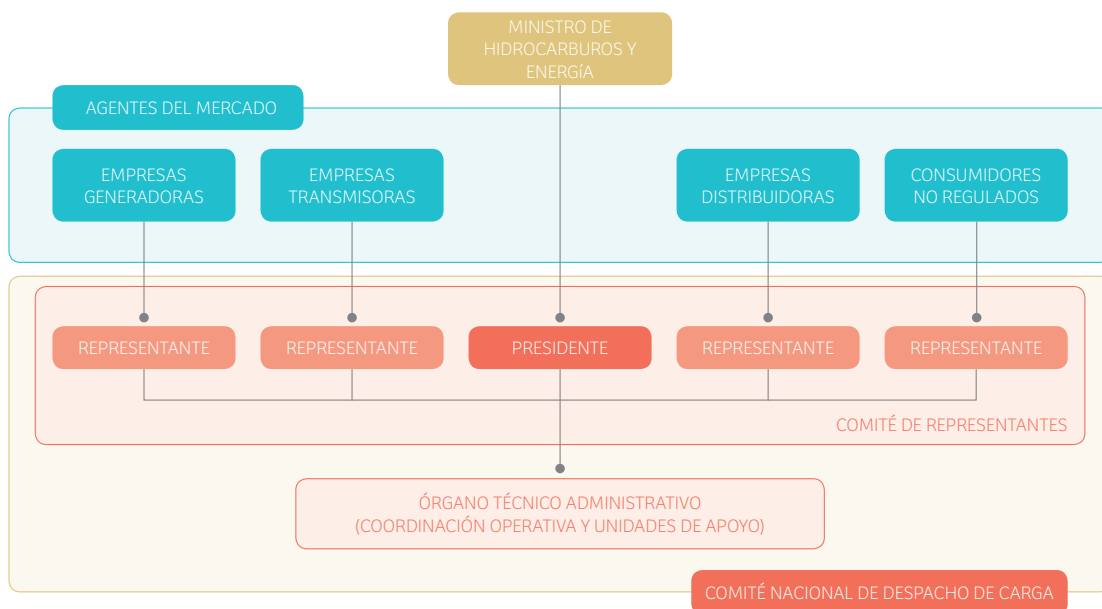 MINISTRO DE
HIDROCARBUROS Y
ENERGíA
AGENTES DEL MERCADO
EMPRESAS
GENERADORAS
EMPRESAS
TRANSMISORAS
EMPRESAS
DISTRIBUIDORAS
CONSUMIDORES
NO REGULADOS
REPRESENTANTE
REPRESENTANTE
PRESIDENTE
REPRESENTANTE
REPRESENTANTE
COMITÉ DE REPRESENTANTES
ÓRGANO TÉCNICO ADMINISTRATIVO
(COORDINACIÓN OPERATIVA Y UNIDADES DE APOYO)
COMITÉ NACIONAL DE DESPACHO DE CARGA